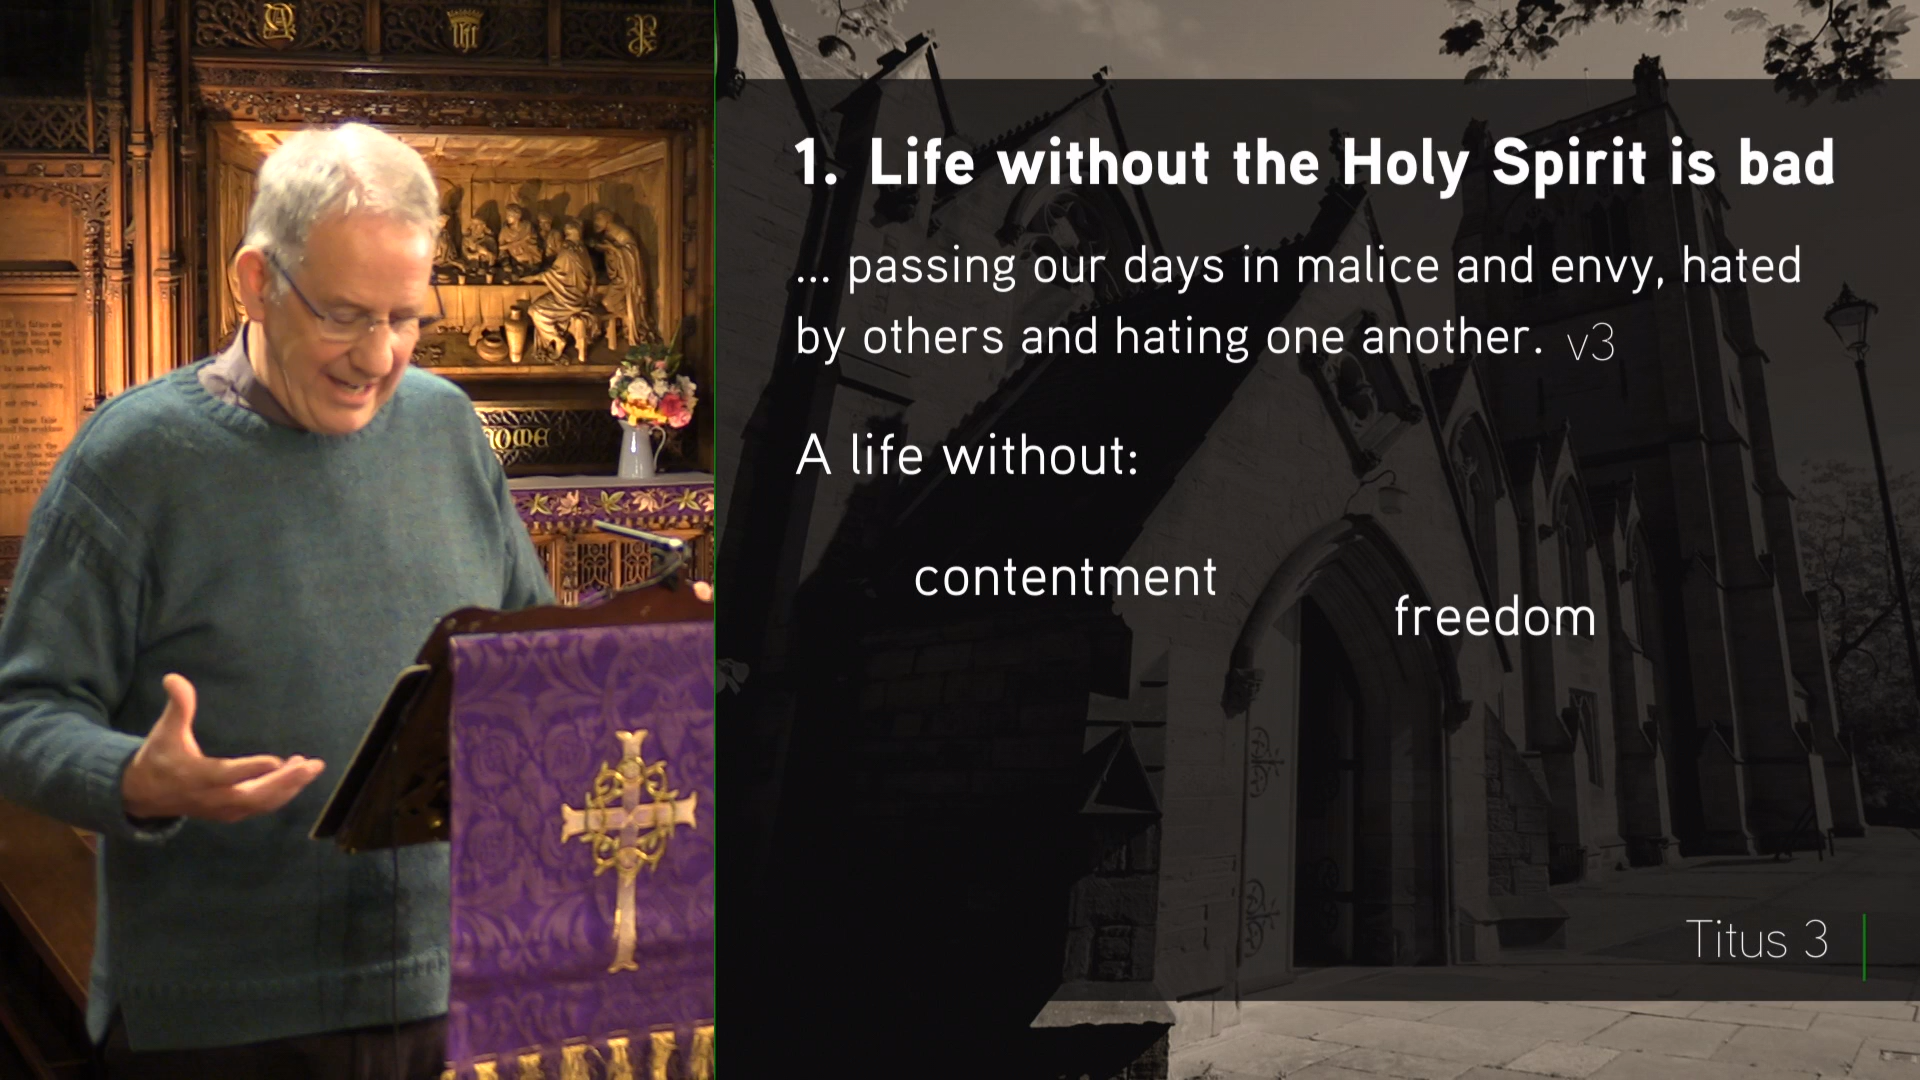 1. Life without the Holy Spirit is bad
... passing our days in malice and envy, hated
by others and hating one another. v3
A life without:
contentment
freedom
Titus 3